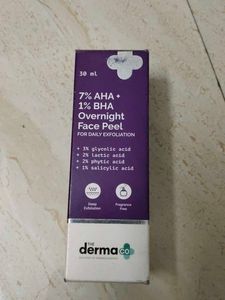 30 ml
7% AHA +
1% BHA
Overnight
Face Peel
FOR DAILY EXFOLIATION
+ 3% glycolic acid
+ 2% lactic acid
+ 2% phytic acid
+ 1% salicylic acid
Deep
Exfoliation
Fragrance
Free
THE
derma
co